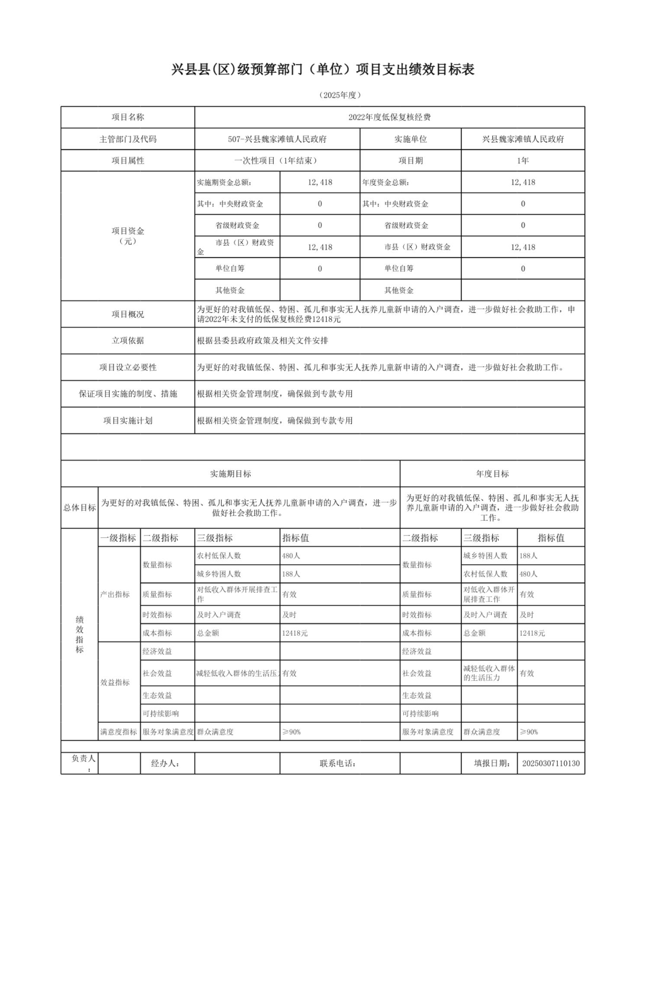 兴县县(区)级预算部门（单位）项目支出绩效目标表
（2025年度）
项目名称 2022年度低保复核经费
主管部门及代码 507-兴县魏家滩镇人民政府 实施单位 兴县魏家滩镇人民政府
项目属性 一次性项目（1年结束） 项目期 1年
项目资金
（元）
实施期资金总额： 12,418 年度资金总额： 12,418
其中：中央财政资金 0 其中：中央财政资金 0
省级财政资金 0 省级财政资金 0
市县（区）财政资
金 12,418 市县（区）财政资金 12,418
单位自筹 0 单位自筹 0
其他资金 其他资金
项目概况 为更好的对我镇低保、特困、孤儿和事实无人抚养儿童新申请的入户调查，进一步做好社会救助工作，申
请2022年未支付的低保复核经费12418元
立项依据 根据县委县政府政策及相关文件安排
项目设立必要性 为更好的对我镇低保、特困、孤儿和事实无人抚养儿童新申请的入户调查，进一步做好社会救助工作。
保证项目实施的制度、措施 根据相关资金管理制度，确保做到专款专用
项目实施计划 根据相关资金管理制度，确保做到专款专用
实施期目标 年度目标
总体目标
为更好的对我镇低保、特困、孤儿和事实无人抚养儿童新申请的入户调查，进一步
做好社会救助工作。
为更好的对我镇低保、特困、孤儿和事实无人抚
养儿童新申请的入户调查，进一步做好社会救助
工作。
绩
效
指
标
一级指标 二级指标 三级指标 指标值 二级指标 三级指标 指标值
产出指标
数量指标 农村低保人数 480人 数量指标 城乡特困人数 188人
城乡特困人数 188人 农村低保人数 480人
质量指标 对低收入群体开展排查工
作 有效 质量指标 对低收入群体开
展排查工作 有效
时效指标 及时入户调查 及时 时效指标 及时入户调查 及时
成本指标 总金额 12418元 成本指标 总金额 12418元
效益指标
经济效益 经济效益
社会效益 减轻低收入群体的生活压 有效 社会效益 减轻低收入群体
的生活压力 有效
生态效益 生态效益
可持续影响 可持续影响
满意度指标 服务对象满意度 群众满意度 ≥90% 服务对象满意度 群众满意度 ≥90%
负责人
： 经办人： 联系电话： 填报日期： 20250307110130